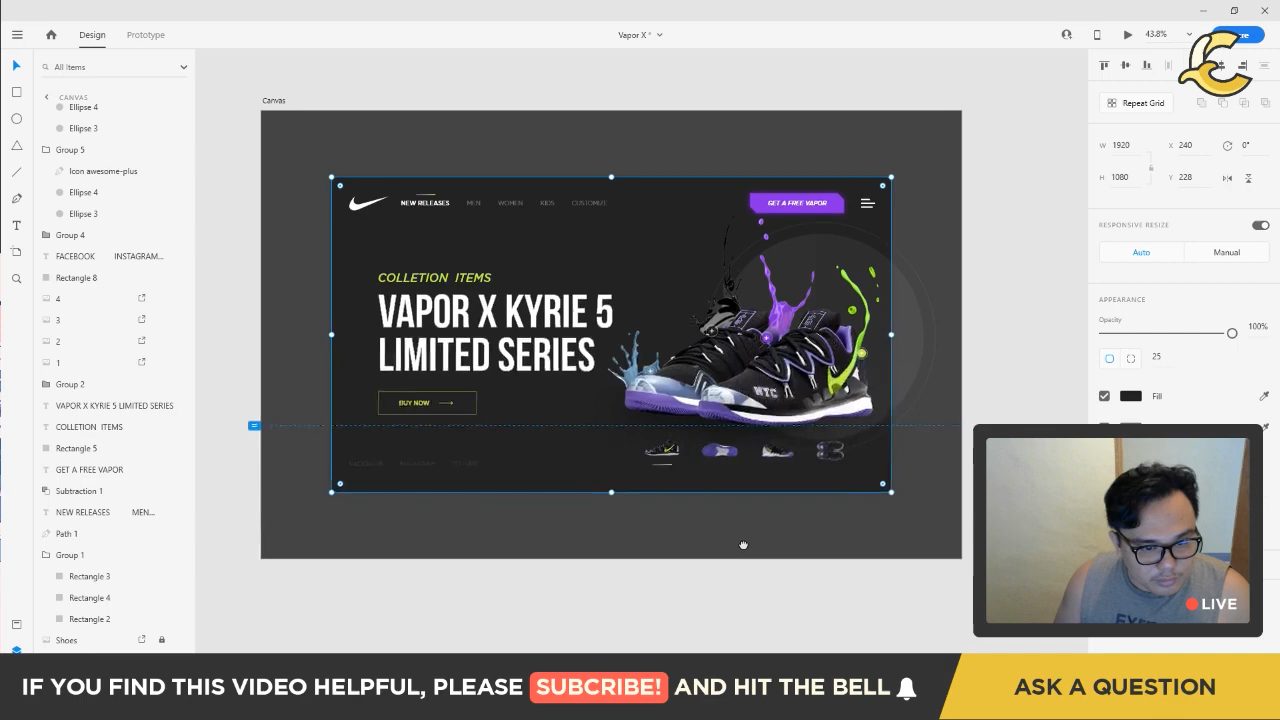 Design
Prototype
Vapor X *
43.8%
All Items
CANVAS
Ellipse 4
Ellipse 3
Group 5
Icon awesome-plus
Ellipse 4
Ellipse 3
Group 4
FACEBOOK INSTAGRAM...
Rectangle 8
4
3
2
1
Group 2
VAPOR X KYRIE 5 LIMITED SERIES
COLLETION ITEMS
Rectangle 5
GET A FREE VAPOR
Subtraction 1
NEW RELEASES MEN...
Path 1
Group 1
Rectangle 3
Rectangle 4
Rectangle 2
Shoes
Canvas
NEW RELEASES MEN WOMEN KIDS CUSTOMIZE
GET A FREE VAPOR
COLLETION ITEMS
VAPOR X KYRIE 5
LIMITED SERIES
BUY NOW
NYC
Repeat Grid
W 1920 X 240 0°
H 1080 Y 228
RESPONSIVE RESIZE
Auto Manual
APPEARANCE
Opacity
100%
25
Fill
LIVE
IF YOU FIND THIS VIDEO HELPFUL, PLEASE SUBCRIBE! AND HIT THE BELL
ASK A QUESTION